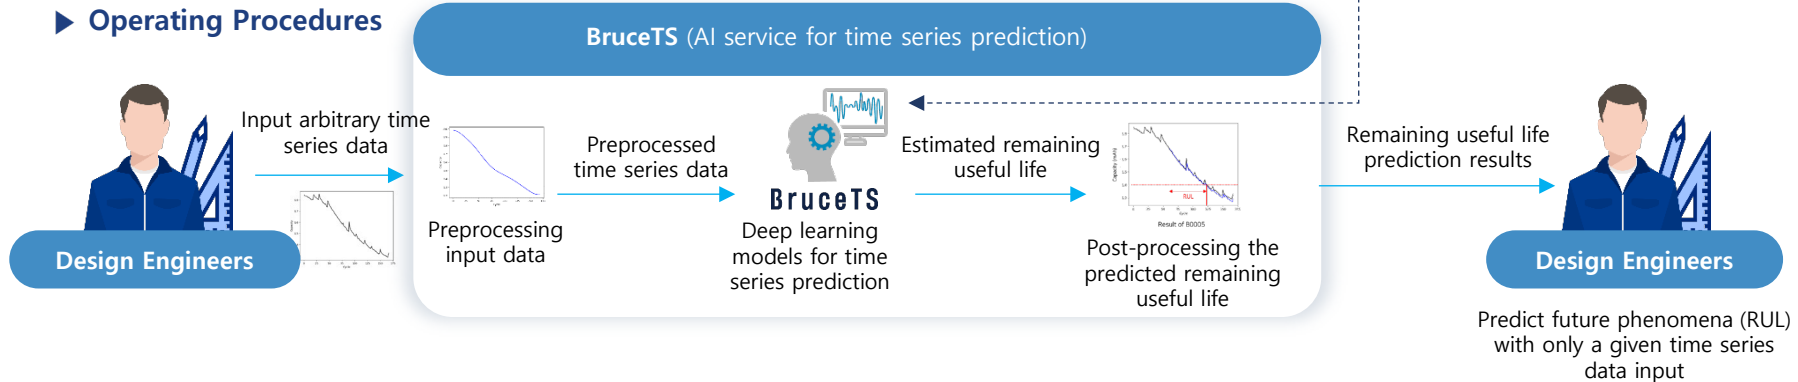 Operating Procedures
BruceTS (AI service for time series prediction)
Input arbitrary time
series data
Design Engineers
Preprocessing
input data
Preprocessed
time series data
BruceTS
Deep learning
models for time
series prediction
Estimated remaining
useful life
RUL
Result of B0005
Post-processing the
predicted remaining
useful life
Remaining useful life
prediction results
Design Engineers
Predict future phenomena (RUL)
with only a given time series
data input